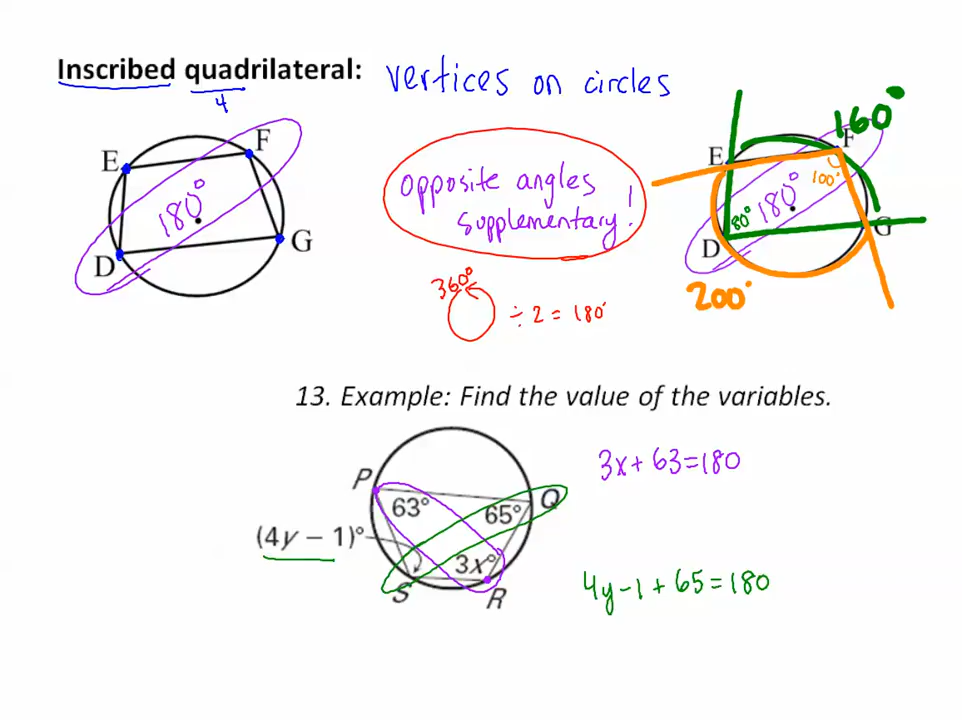 Inscribed quadrilateral: vertices on circles
4
E
F
D
G
180°
opposite angles
supplementary!
360°
÷ 2 = 180°
160°
E
F
100°
80°
180°
D
G
200°
13. Example: Find the value of the variables.
3x + 63 = 180
P
Q
63°
65°
(4y − 1)°
3x°
S
R
4y - 1 + 65 = 180